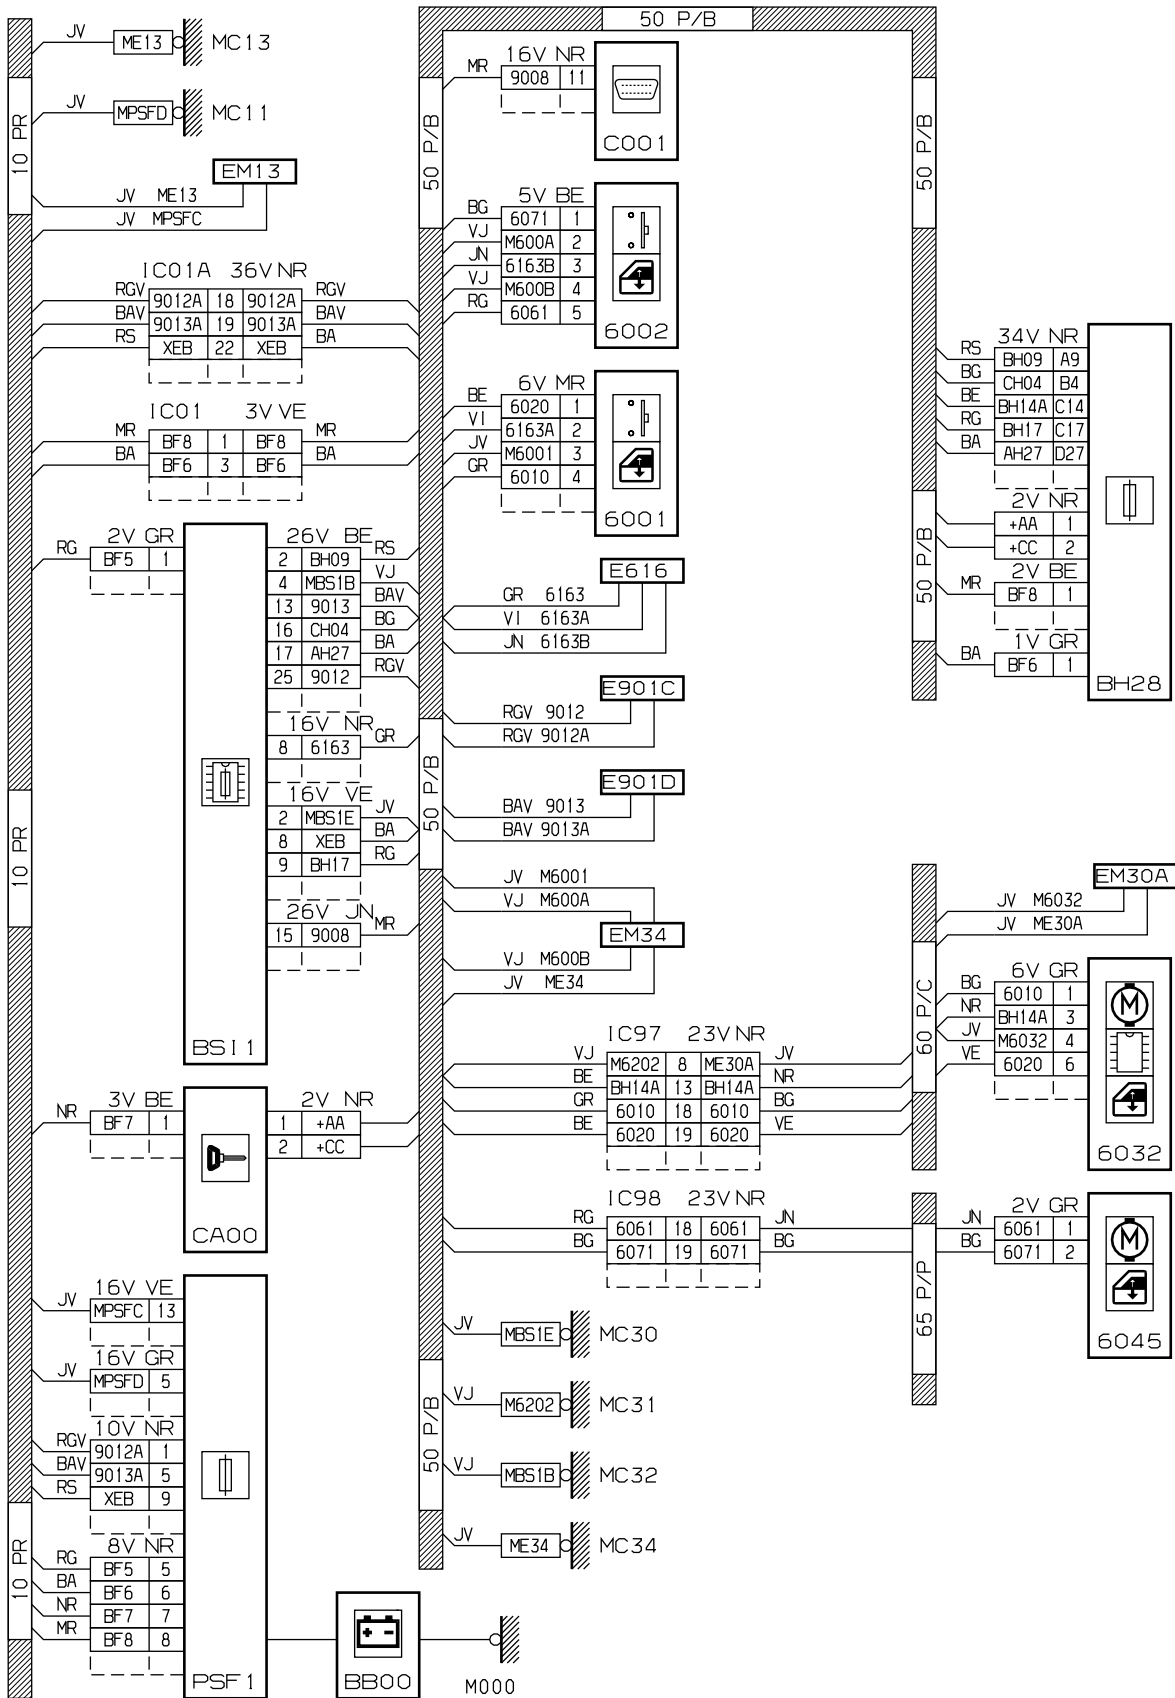 50 P/B
JV ME13 MC13
JV MPSFD MC11
10 PR
EM13
JV ME13
JV MPSFC
IC01A 36V NR
RGV 9012A 18 9012A RGV
BAV 9013A 19 9013A BAV
RS XEB 22 XEB BA
IC01 3V VE
MR BF8 1 BF8 MR
BA BF6 3 BF6 BA
2V GR
RG BF5 1
26V BE
2 BH09 RS
4 MBS1B VJ
13 9013 BAV
16 CH04 BG
17 AH27 BA
25 9012 RGV
16V NR
8 6163 GR
16V VE
2 MBS1E JV
8 XEB BA
9 BH17 RG
26V JN
15 9008 MR
BSI1
10 PR
3V BE
NR BF7 1
2V NR
1 +AA
2 +CC
CA00
16V VE
JV MPSFC 13
16V GR
JV MPSFD 5
10V NR
RGV 9012A 1
BAV 9013A 5
RS XEB 9
8V NR
RG BF5 5
BA BF6 6
NR BF7 7
MR BF8 8
PSF1
10 PR
BB00
M000
50 P/B
16V NR
MR 9008 11
C001
5V BE
BG 6071 1
VJ M600A 2
JN 6163B 3
VJ M600B 4
RG 6061 5
6002
6V MR
BE 6020 1
VI 6163A 2
JV M6001 3
GR 6010 4
6001
E616
GR 6163
VI 6163A
JN 6163B
E901C
RGV 9012
RGV 9012A
50 P/B
E901D
BAV 9013
BAV 9013A
JV M6001
VJ M600A
EM34
VJ M600B
JV ME34
IC97 23V NR
VJ M6202 8 ME30A JV
BE BH14A 13 BH14A NR
GR 6010 18 6010 BG
BE 6020 19 6020 VE
IC98 23V NR
RG 6061 18 6061 JN
BG 6071 19 6071 BG
JV MBS1E MC30
VJ M6202 MC31
50 P/B
VJ MBS1B MC32
JV ME34 MC34
50 P/B
34V NR
RS BH09 A9
BG CH04 B4
BE BH14A C14
RG BH17 C17
BA AH27 D27
2V NR
+AA 1
+CC 2
50 P/B
2V BE
MR BF8 1
1V GR
BA BF6 1
BH28
EM30A
JV M6032
JV ME30A
60 P/C
6V GR
BG 6010 1
NR BH14A 3
JV M6032 4
VE 6020 6
M
6032
2V GR
JN 6061 1
BG 6071 2
M
6045
65 P/P